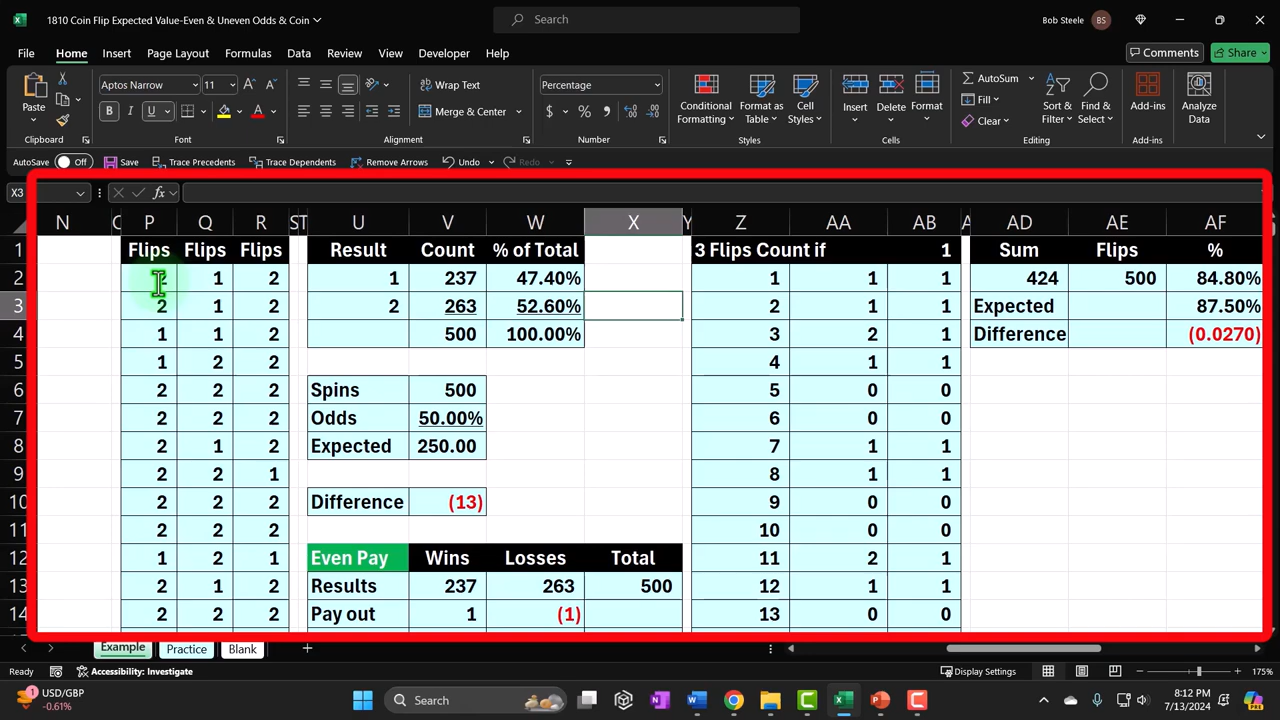 1810 Coin Flip Expected Value-Even & Uneven Odds & Coin
Search
Bob Steele BS
File Home Insert Page Layout Formulas Data Review View Developer Help Comments Share
Paste Aptos Narrow 11 Wrap Text Percentage Conditional Formatting Format as Table Cell Styles Insert Delete Format AutoSum Sort & Filter Find & Select Add-ins Analyze Data
B I U Merge & Center Fill
Clear
Clipboard Font Alignment Number Styles Cells Editing Add-ins
AutoSave Off Save Trace Precedents Trace Dependents Remove Arrows Undo Redo
X3 fx
N P Q R S T U V W X Y Z AA AB AD AE AF
1 Flips Flips Flips Result Count % of Total 3 Flips Count if 1 Sum Flips %
2 2 1 2 1 237 47.40% 1 1 1 424 500 84.80%
3 2 1 2 2 263 52.60% 2 1 1 Expected 87.50%
4 1 1 2 500 100.00% 3 2 1 Difference (0.0270)
5 1 2 2 4 1 1
6 2 2 2 Spins 500 5 0 0
7 2 2 2 Odds 50.00% 6 0 0
8 2 1 2 Expected 250.00 7 1 1
9 2 2 1 8 1 1
10 2 2 2 Difference (13) 9 0 0
11 2 2 2 10 0 0
12 1 2 1 Even Pay Wins Losses Total 11 2 1
13 2 1 2 Results 237 263 500 12 1 1
14 2 2 2 Pay out 1 (1) 13 0 0
Example Practice Blank
Ready Accessibility: Investigate Display Settings 175%
1 USD/GBP
-0.61%
Search
8:12 PM
7/13/2024